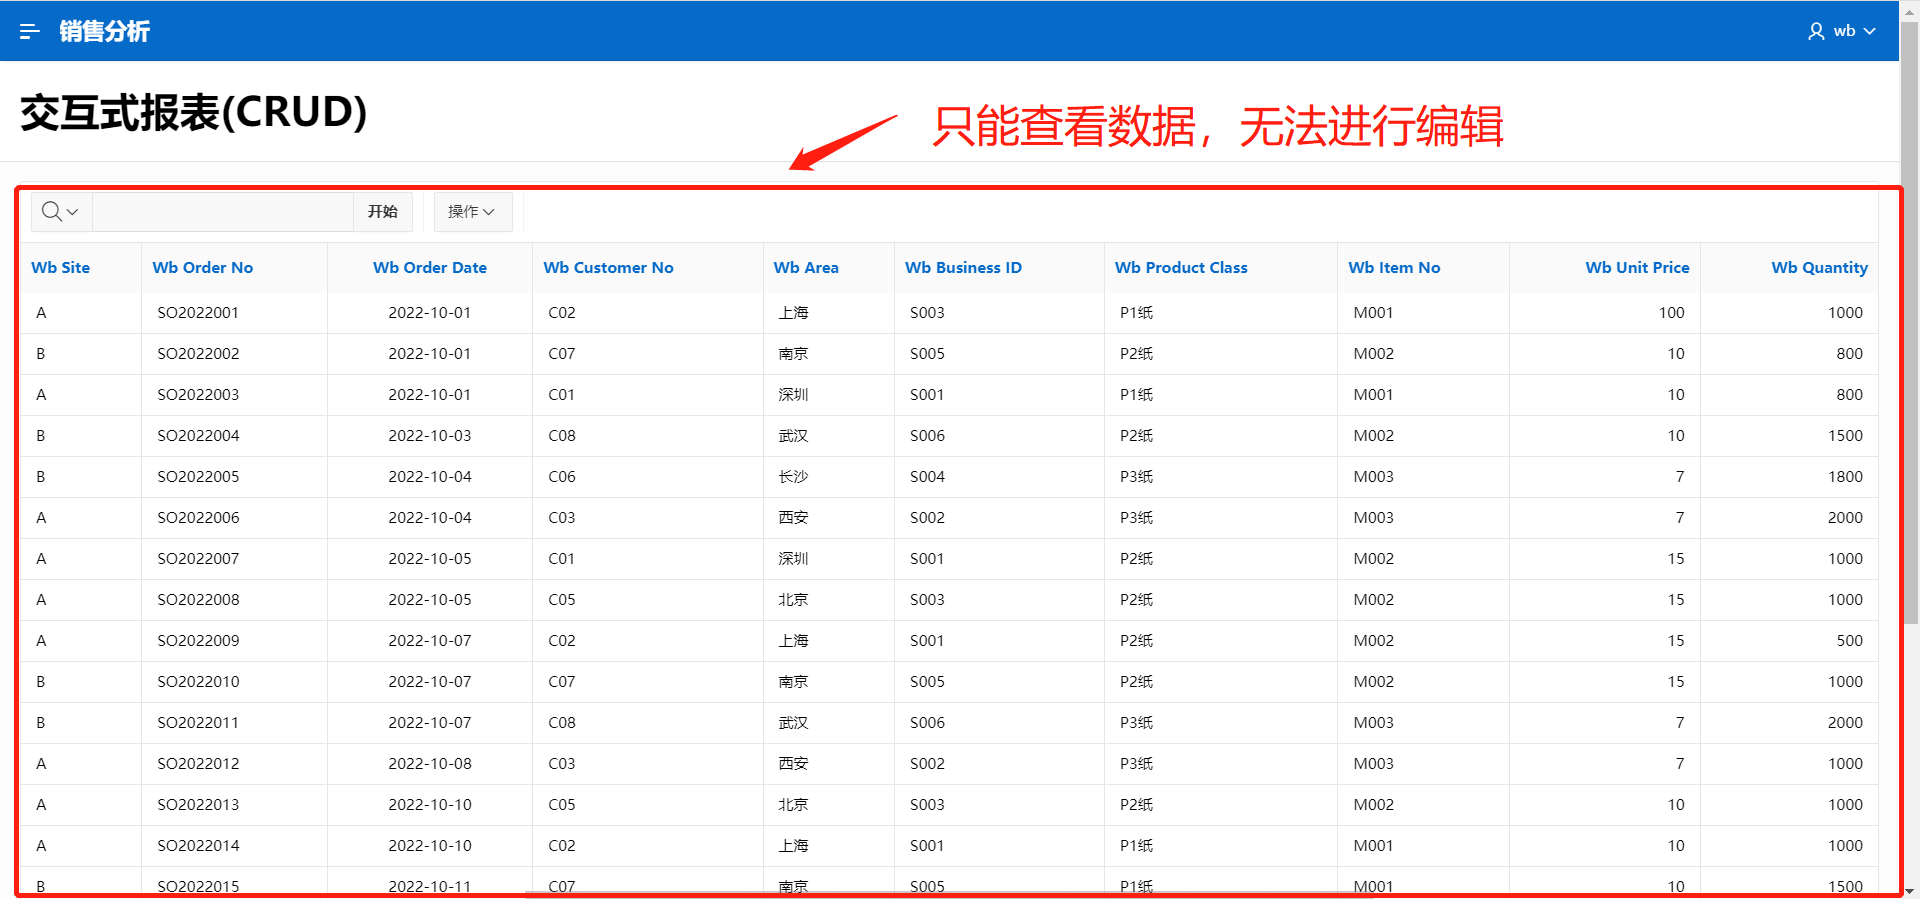 销售分析
wb
交互式报表(CRUD)
只能查看数据，无法进行编辑
开始 操作
Wb Site Wb Order No Wb Order Date Wb Customer No Wb Area Wb Business ID Wb Product Class Wb Item No Wb Unit Price Wb Quantity
A SO2022001 2022-10-01 C02 上海 S003 P1纸 M001 100 1000
B SO2022002 2022-10-01 C07 南京 S005 P2纸 M002 10 800
A SO2022003 2022-10-01 C01 深圳 S001 P1纸 M001 10 800
B SO2022004 2022-10-03 C08 武汉 S006 P2纸 M002 10 1500
B SO2022005 2022-10-04 C06 长沙 S004 P3纸 M003 7 1800
A SO2022006 2022-10-04 C03 西安 S002 P3纸 M003 7 2000
A SO2022007 2022-10-05 C01 深圳 S001 P2纸 M002 15 1000
A SO2022008 2022-10-05 C05 北京 S003 P2纸 M002 15 1000
A SO2022009 2022-10-07 C02 上海 S001 P2纸 M002 15 500
B SO2022010 2022-10-07 C07 南京 S005 P2纸 M002 15 1000
B SO2022011 2022-10-07 C08 武汉 S006 P3纸 M003 7 2000
A SO2022012 2022-10-08 C03 西安 S002 P3纸 M003 7 1000
A SO2022013 2022-10-10 C05 北京 S003 P2纸 M002 10 1000
A SO2022014 2022-10-10 C02 上海 S001 P1纸 M001 10 1000
B SO2022015 2022-10-11 C07 南京 S005 P1纸 M001 10 1500